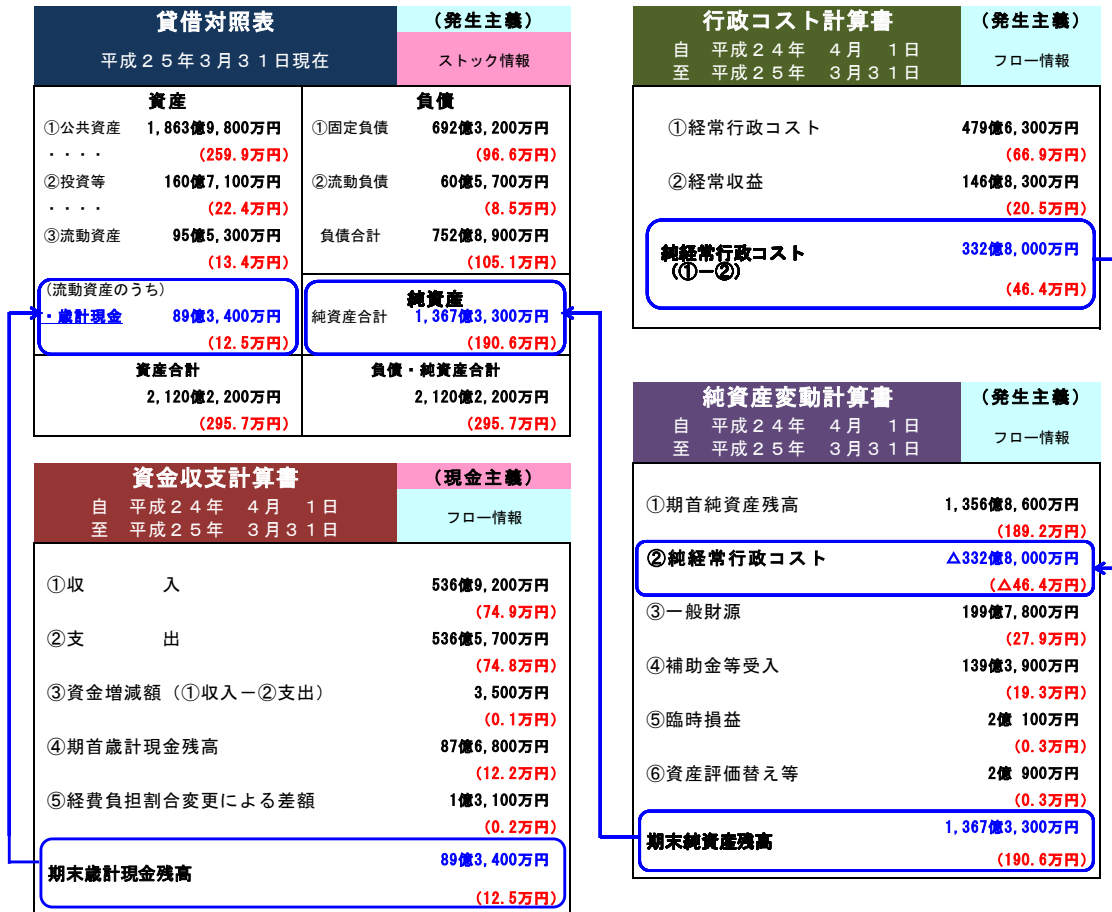 貸借対照表
（発生主義）
平成２５年３月３１日現在
ストック情報
資産
負債
①公共資産 1,863億9,800万円 ①固定負債 692億3,200万円
・・・・ (259.9万円) (96.6万円)
②投資等 160億7,100万円 ②流動負債 60億5,700万円
・・・・ (22.4万円) (8.5万円)
③流動資産 95億5,300万円 負債合計 752億8,900万円
(13.4万円) (105.1万円)
(流動資産のうち) 純資産
・歳計現金 89億3,400万円 純資産合計 1,367億3,300万円
(12.5万円) (190.6万円)
資産合計 負債・純資産合計
2,120億2,200万円 2,120億2,200万円
(295.7万円) (295.7万円)
資金収支計算書
（現金主義）
自 平成２４年 ４月 １日
至 平成２５年 ３月３１日
フロー情報
①収 入 536億9,200万円
(74.9万円)
②支 出 536億5,700万円
(74.8万円)
③資金増減額（①収入－②支出） 3,500万円
(0.1万円)
④期首歳計現金残高 87億6,800万円
(12.2万円)
⑤経費負担割合変更による差額 1億3,100万円
(0.2万円)
期末歳計現金残高 89億3,400万円
(12.5万円)
行政コスト計算書
（発生主義）
自 平成２４年 ４月 １日
至 平成２５年 ３月３１日
フロー情報
①経常行政コスト 479億6,300万円
(66.9万円)
②経常収益 146億8,300万円
(20.5万円)
純経常行政コスト 332億8,000万円
（①－②）
(46.4万円)
純資産変動計算書
（発生主義）
自 平成２４年 ４月 １日
至 平成２５年 ３月３１日
フロー情報
①期首純資産残高 1,356億8,600万円
(189.2万円)
②純経常行政コスト △332億8,000万円
(△46.4万円)
③一般財源 199億7,800万円
(27.9万円)
④補助金等受入 139億3,900万円
(19.3万円)
⑤臨時損益 2億 100万円
(0.3万円)
⑥資産評価替え等 2億 900万円
(0.3万円)
期末純資産残高 1,367億3,300万円
(190.6万円)